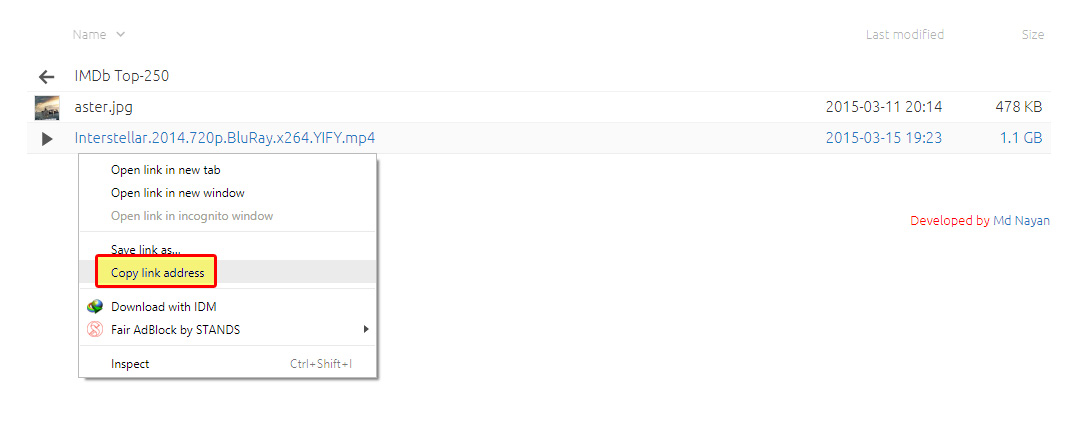 Name Last modified Size
IMDb Top-250
aster.jpg 2015-03-11 20:14 478 KB
Interstellar.2014.720p.BluRay.x264.YIFY.mp4 2015-03-15 19:23 1.1 GB
Open link in new tab
Open link in new window
Open link in incognito window
Developed by Md Nayan
Save link as...
Copy link address
Download with IDM
Fair AdBlock by STANDS
Inspect Ctrl+Shift+I